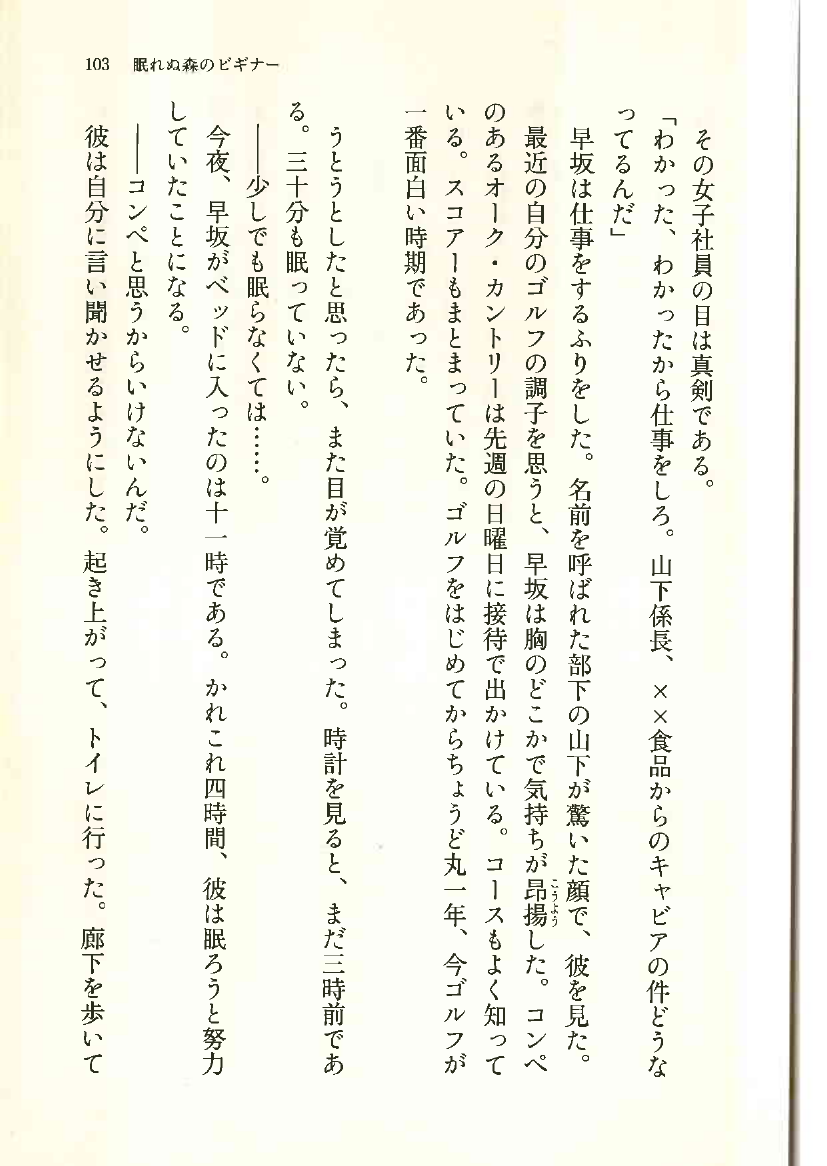 103 眠れぬ森のビギナー
その女子社員の目は真剣である。
「わかった、わかったから仕事をしろ。山下係長、××食品からのキャビアの件どうな
ってるんだ」
早坂は仕事をするふりをした。名前を呼ばれた部下の山下が驚いた顔で、彼を見た。
最近の自分のゴルフの調子を思うと、早坂は胸のどこかで気持ちが昂揚した。コンペ
こうよう
のあるオーク・カントリーは先週の日曜日に接待で出かけている。コースもよく知って
いる。スコアーもまとまっていた。ゴルフをはじめてからちょうど丸一年、今ゴルフが
一番面白い時期であった。
うとうとしたと思ったら、また目が覚めてしまった。時計を見ると、まだ三時前であ
る。三十分も眠っていない。
――少しでも眠らなくては……。
今夜、早坂がベッドに入ったのは十一時である。かれこれ四時間、彼は眠ろうと努力
していたことになる。
――コンペと思うからいけないんだ。
彼は自分に言い聞かせるようにした。起き上がって、トイレに行った。廊下を歩いて